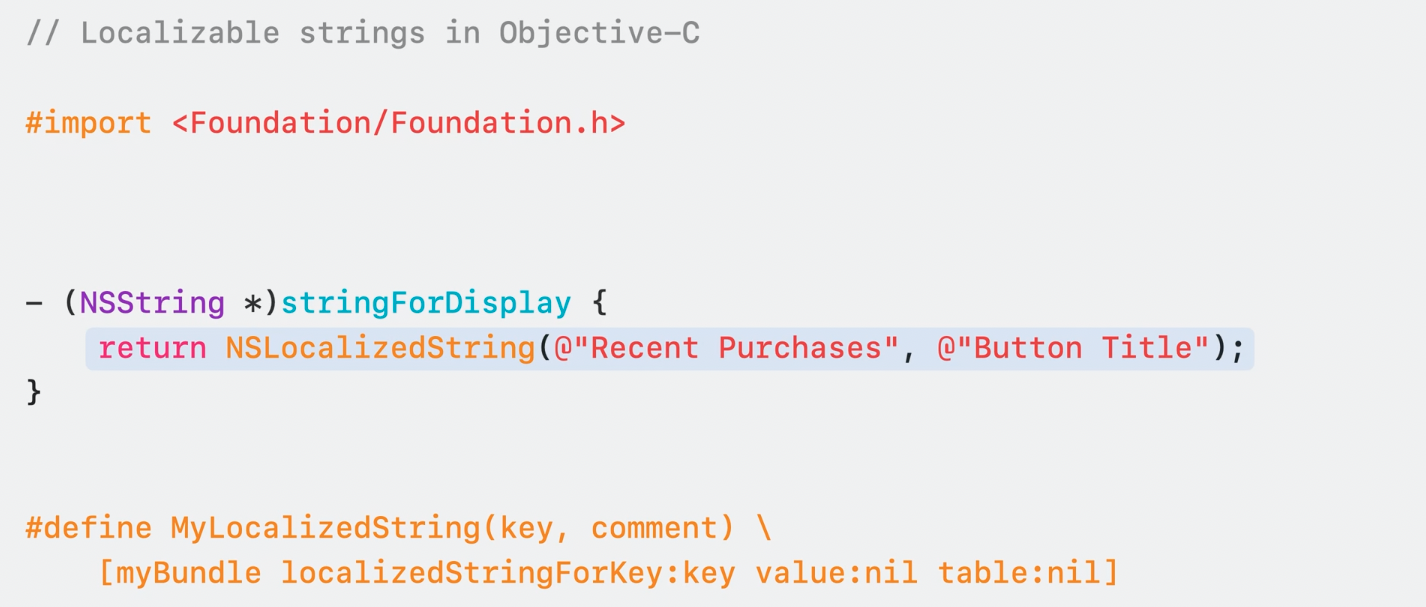 // Localizable strings in Objective-C
#import <Foundation/Foundation.h>
- (NSString *)stringForDisplay {
return NSLocalizedString(@"Recent Purchases", @"Button Title");
}
#define MyLocalizedString(key, comment) \
[myBundle localizedStringForKey:key value:nil table:nil]